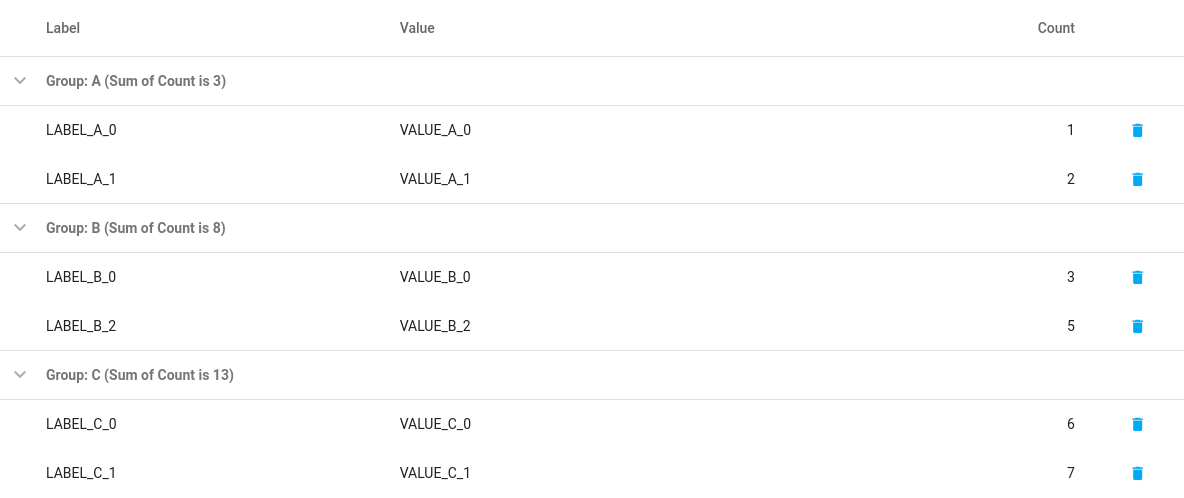 Label Value Count
Group: A (Sum of Count is 3)
LABEL_A_0 VALUE_A_0 1
LABEL_A_1 VALUE_A_1 2
Group: B (Sum of Count is 8)
LABEL_B_0 VALUE_B_0 3
LABEL_B_2 VALUE_B_2 5
Group: C (Sum of Count is 13)
LABEL_C_0 VALUE_C_0 6
LABEL_C_1 VALUE_C_1 7